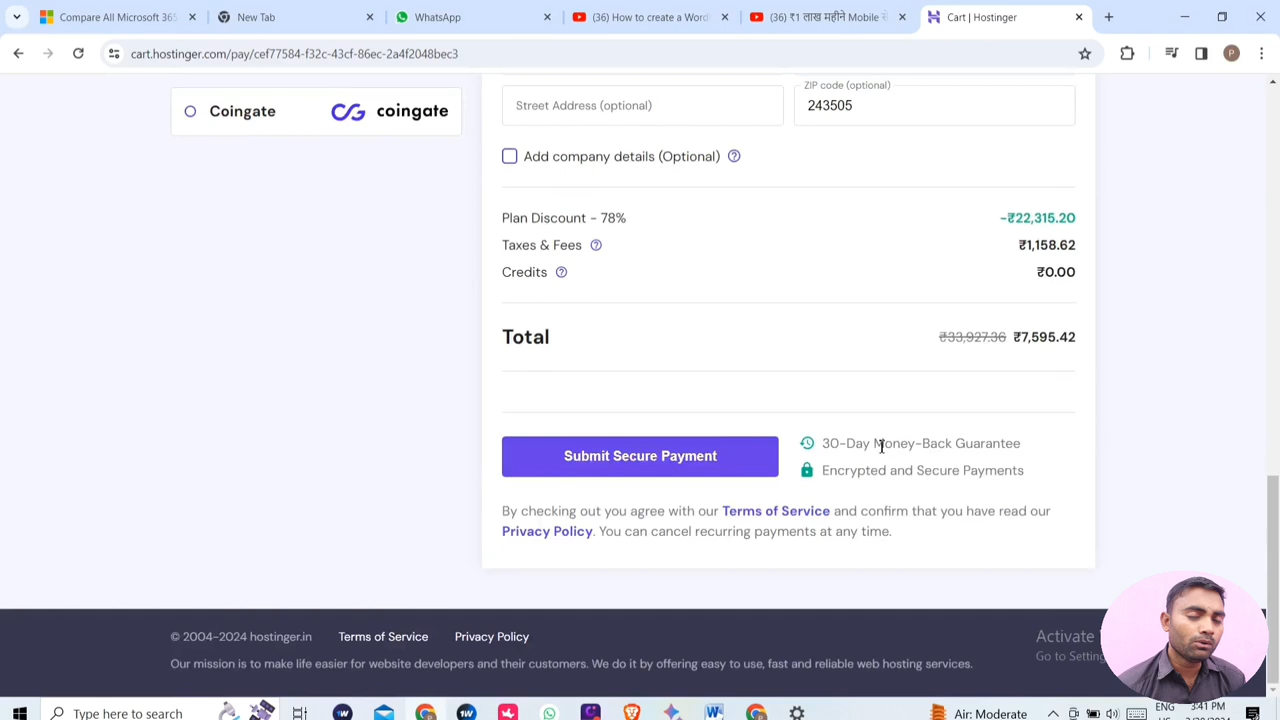 Compare All Microsoft 365
New Tab
WhatsApp
(36) How to create a Word
(36) ₹1 लाख महीने Mobile से
Cart | Hostinger
cart.hostinger.com/pay/cef77584-f32c-43cf-86ec-2a4f2048bec3
P
Coingate
coingate
Street Address (optional)
ZIP code (optional)
243505
Add company details (Optional)
Plan Discount - 78%
-₹22,315.20
Taxes & Fees
₹1,158.62
Credits
₹0.00
Total
₹33,927.36 ₹7,595.42
Submit Secure Payment
30-Day Money-Back Guarantee
Encrypted and Secure Payments
By checking out you agree with our Terms of Service and confirm that you have read our
Privacy Policy. You can cancel recurring payments at any time.
© 2004-2024 hostinger.in
Terms of Service
Privacy Policy
Activate
Go to Setting
Our mission is to make life easier for website developers and their customers. We do it by offering easy to use, fast and reliable web hosting services.
Type here to search
Air: Moderate
ENG
3:41 PM